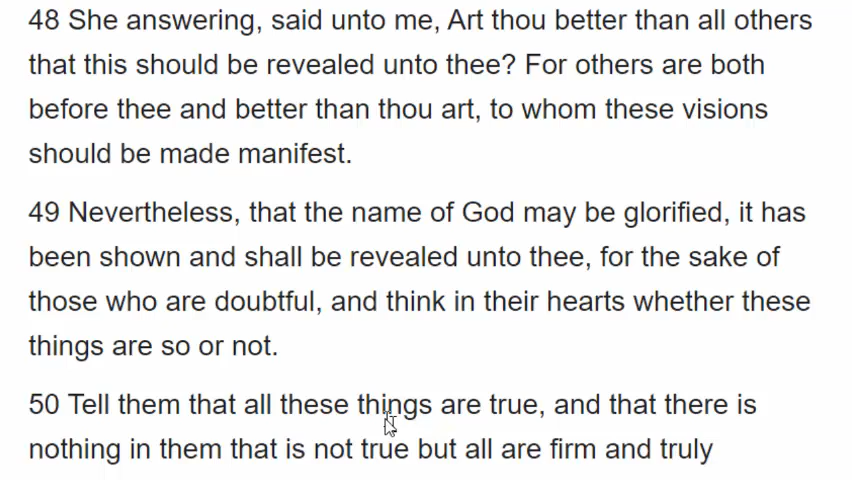 48 She answering, said unto me, Art thou better than all others
that this should be revealed unto thee? For others are both
before thee and better than thou art, to whom these visions
should be made manifest.
49 Nevertheless, that the name of God may be glorified, it has
been shown and shall be revealed unto thee, for the sake of
those who are doubtful, and think in their hearts whether these
things are so or not.
50 Tell them that all these things are true, and that there is
nothing in them that is not true but all are firm and truly